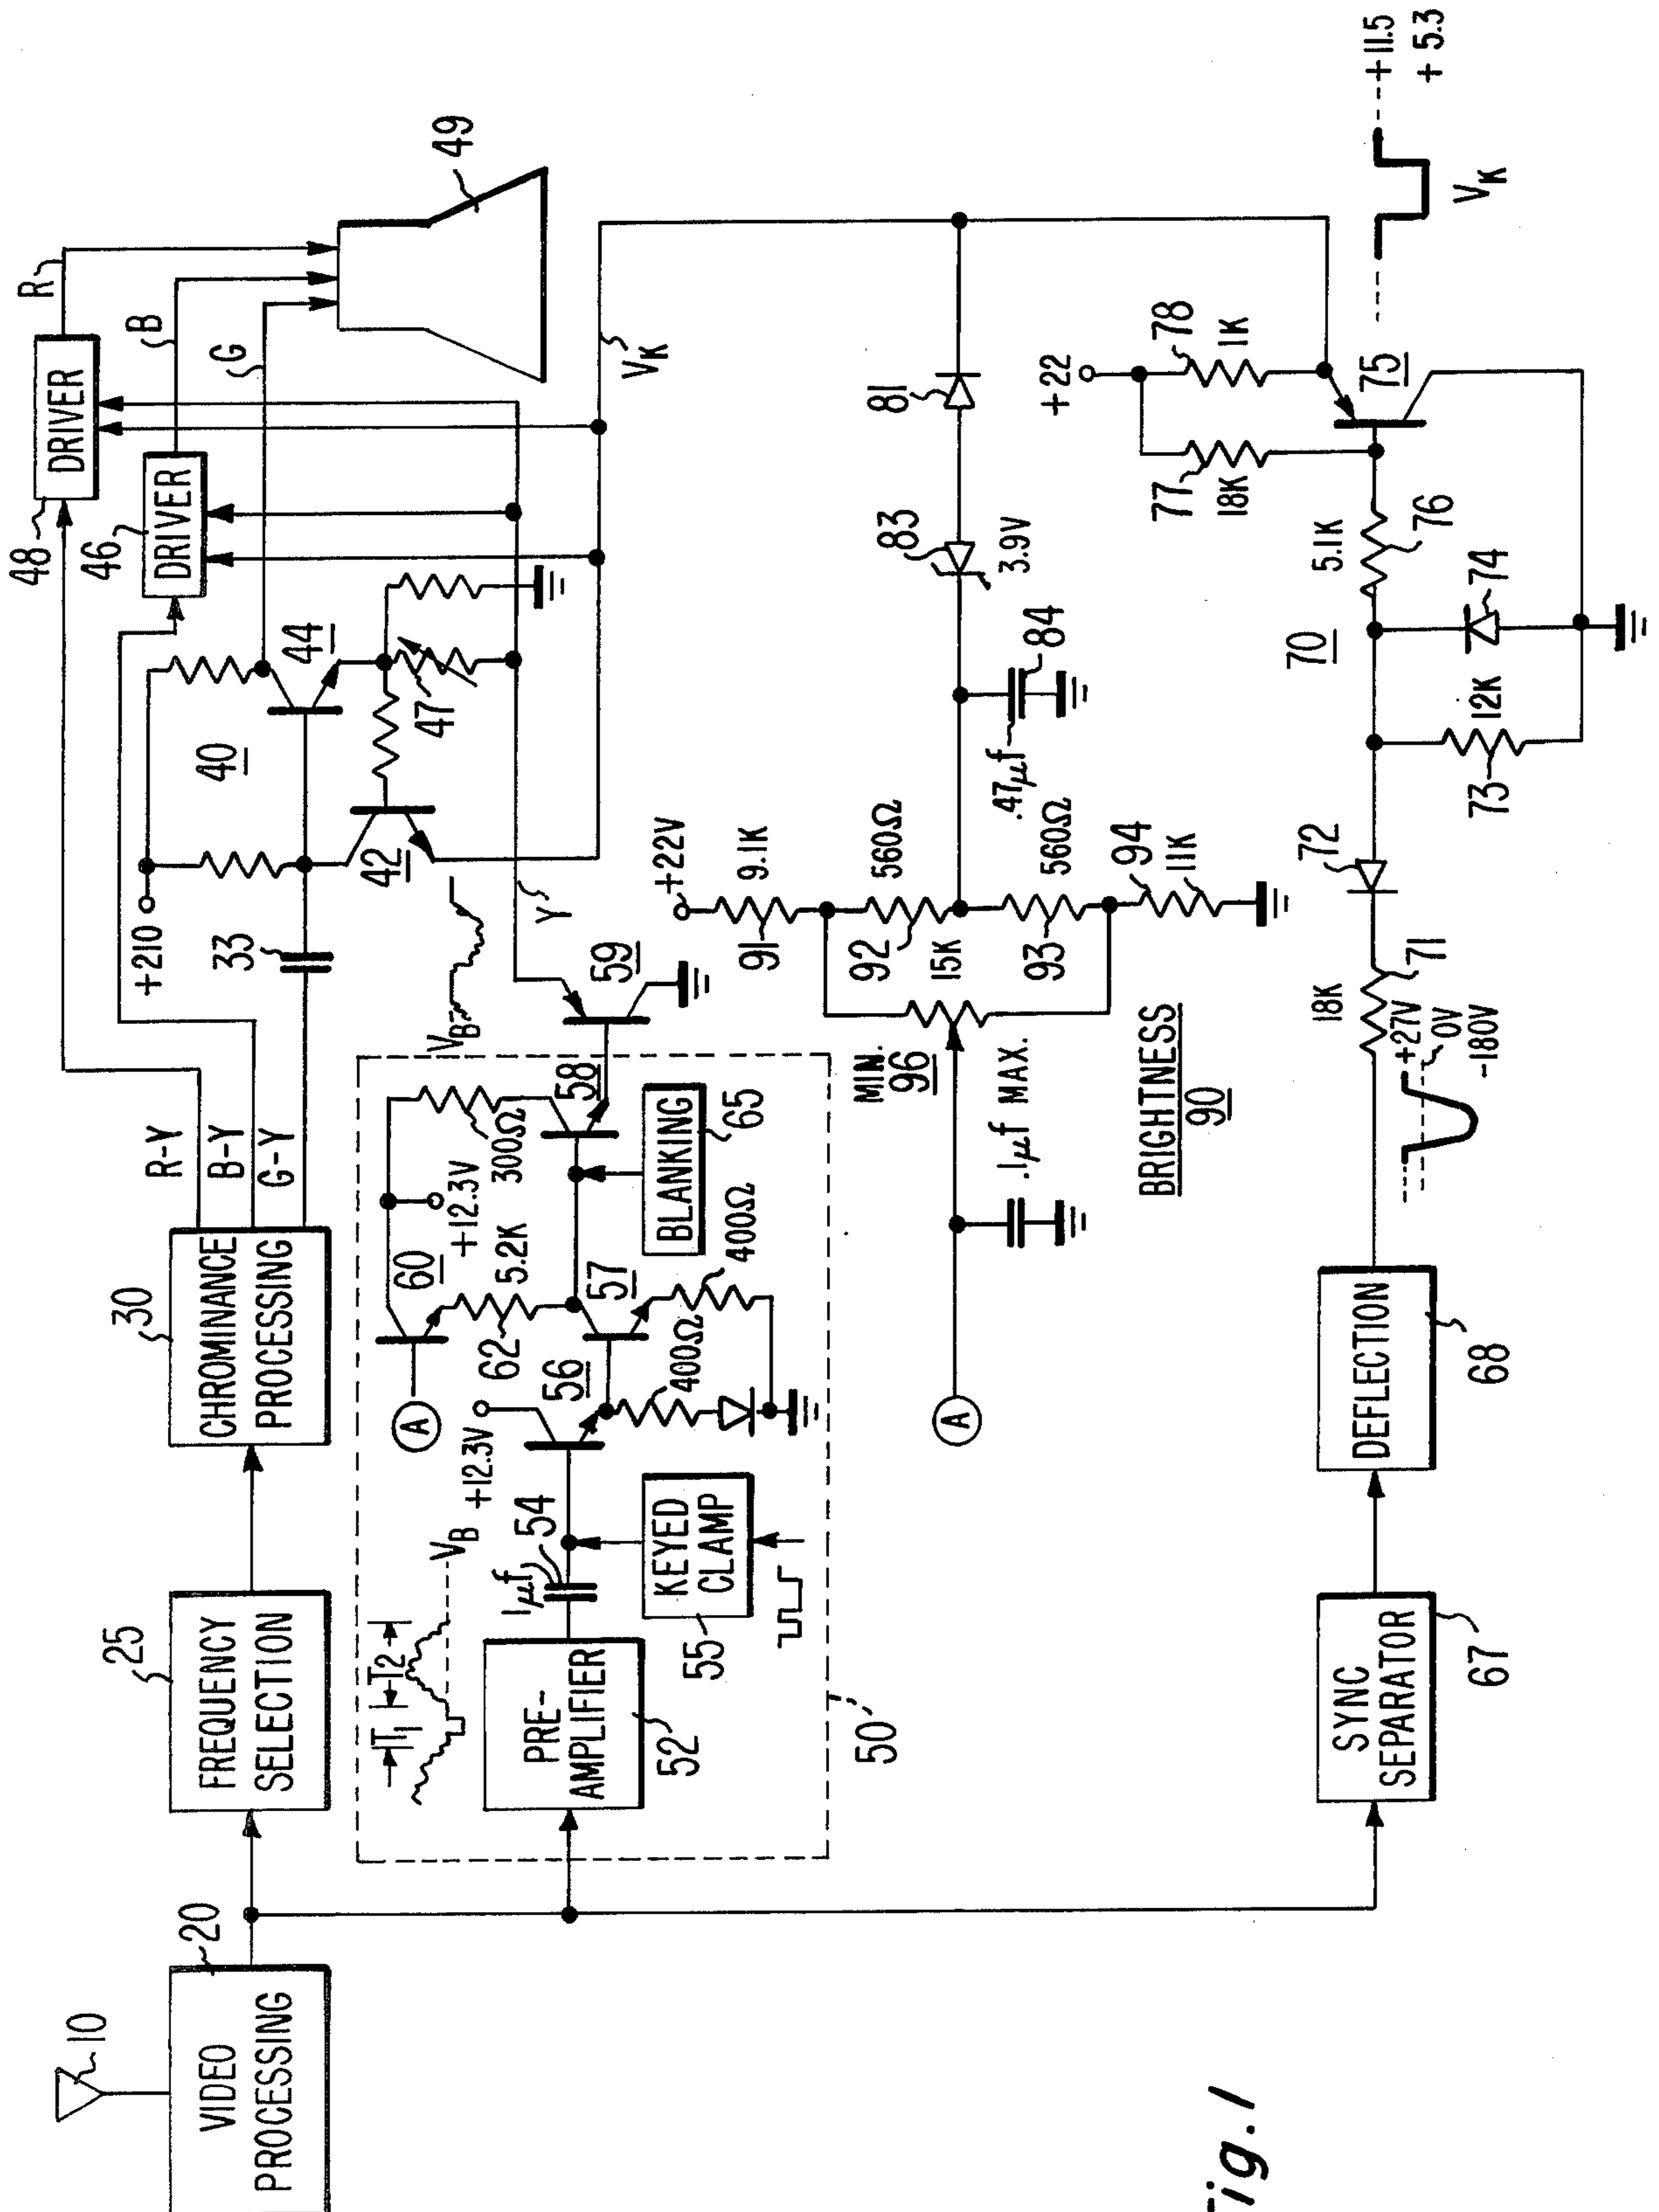 10
VIDEO
PROCESSING
20
FREQUENCY
SELECTION
25
CHROMINANCE
PROCESSING
30
R-Y
B-Y
G-Y
33
+210
40
42
44
47
DRIVER
46
DRIVER
48
R
B
G
49
VK
Y
VB
T1
T2
VB
PRE-
AMPLIFIER
52
1µf
54
KEYED
CLAMP
55
+12.3V
56
400Ω
57
400Ω
A
60
62
5.2K
+12.3V
300Ω
58
BLANKING
65
59
50
A
.1µf
MIN.
96
MAX.
15K
BRIGHTNESS
90
+22V
91
9.1K
92
560Ω
93
560Ω
94
11K
.47µf
84
83
3.9V
81
SYNC
SEPARATOR
67
DEFLECTION
68
+27V
0V
-180V
18K
71
72
73
12K
70
74
5.1K
76
77
18K
+22
78
1K
75
VK
+11.5
+5.3
Fig.1